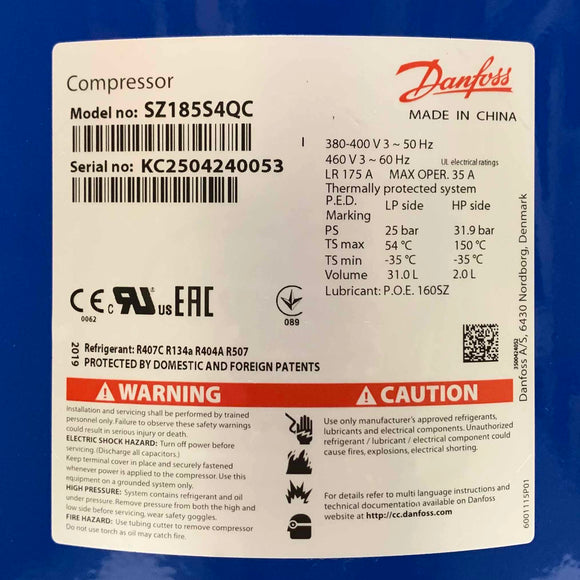 Compressor
Danfoss
Model no: SZ185S4QC
MADE IN CHINA
Serial no: KC2504240053
I 380-400 V 3 ~ 50 Hz
460 V 3 ~ 60 Hz UL electrical ratings
LR 175 A MAX OPER. 35 A
Thermally protected system
P.E.D. LP side HP side
Marking
PS 25 bar 31.9 bar
TS max 54 °C 150 °C
TS min -35 °C -35 °C
Volume 31.0 L 2.0 L
Lubricant: P.O.E. 160SZ
CE 0062
c RU us
EAC
089
Danfoss A/S, 6430 Nordborg, Denmark
3500424052
2019
Refrigerant: R407C R134a R404A R507
PROTECTED BY DOMESTIC AND FOREIGN PATENTS
WARNING
Installation and servicing shall be performed by trained
personnel only. Failure to observe these safety warnings
could result in serious injury or death.
ELECTRIC SHOCK HAZARD: Turn off power before
servicing. (Discharge all capacitors.)
Keep terminal cover in place and securely fastened
whenever power is applied to the compressor. Use this
equipment on a grounded system only.
HIGH PRESSURE: System contains refrigerant and oil
under pressure. Remove pressure from both the high and
low side before servicing, wear safety goggles.
FIRE HAZARD: Use tubing cutter to remove compressor
Do not use torch as oil may catch fire.
CAUTION
Use only manufacturer's approved refrigerants,
lubricants and electrical components. Unauthorized
refrigerant / lubricant / electrical component could
cause fires, explosions, electrical shorting.
For details refer to multi language instructions and
technical documentation available on Danfoss
web site at http://cc.danfoss.com
6001115P01